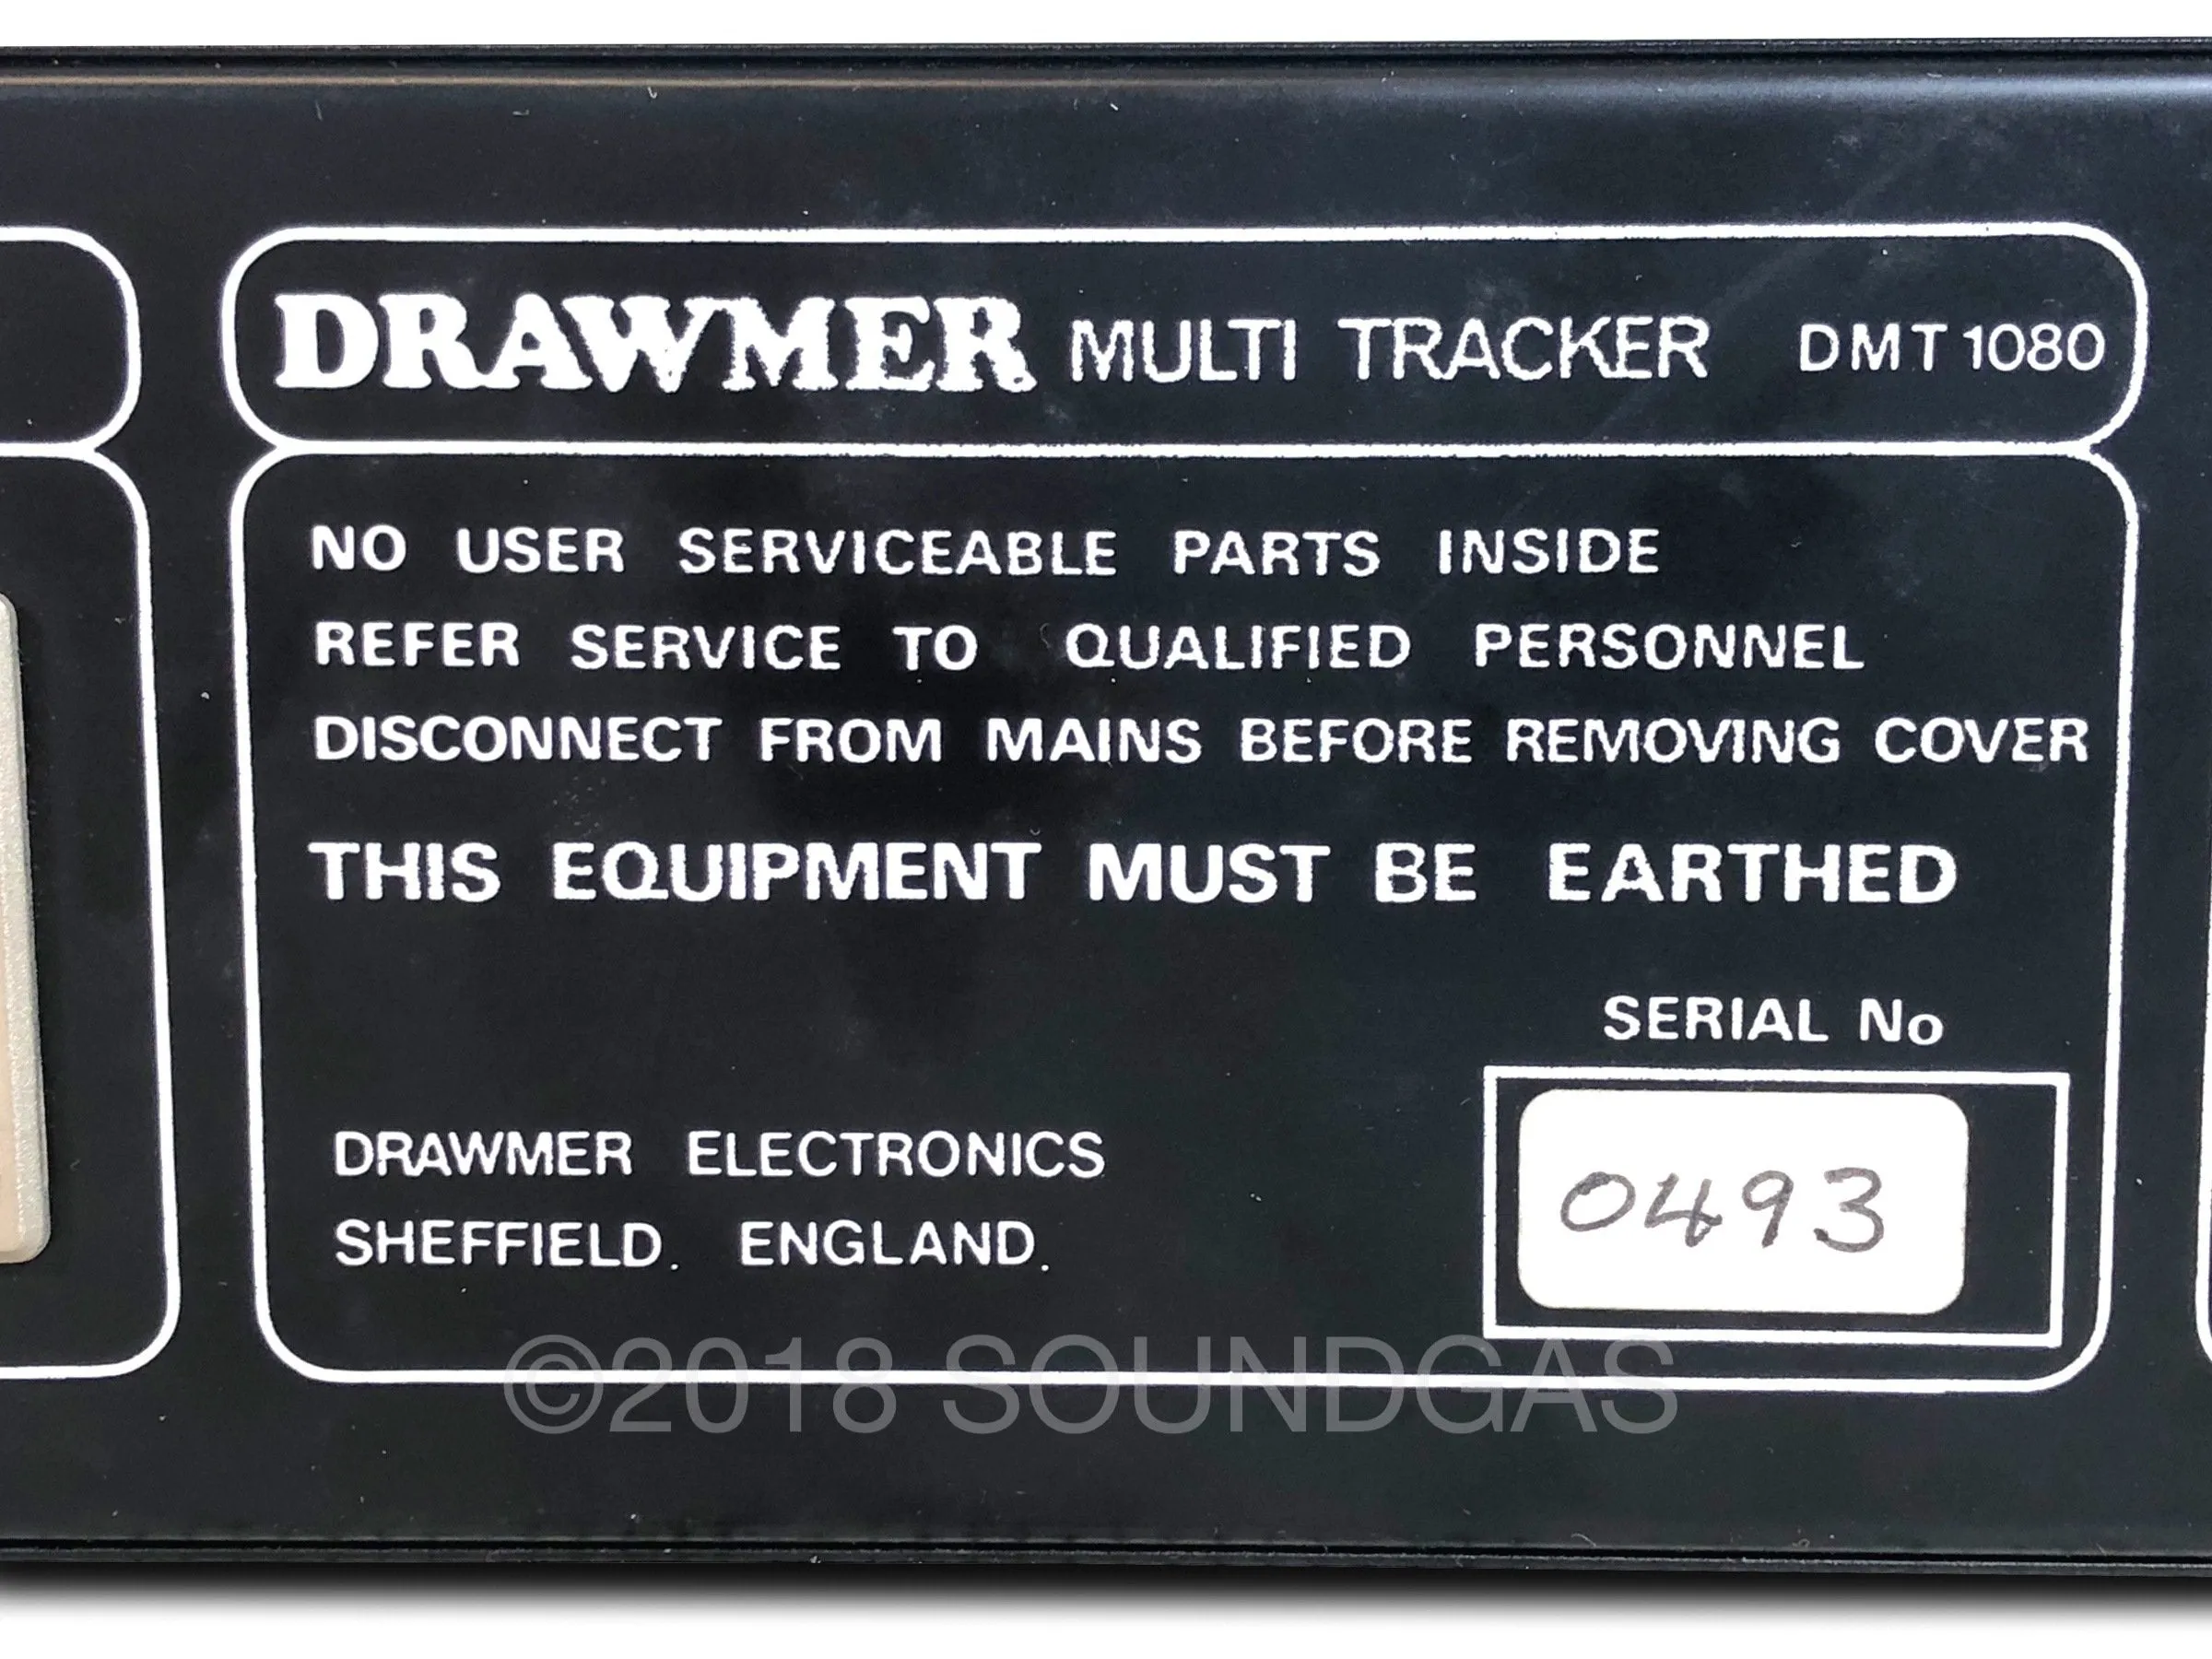 DRAWMER MULTI TRACKER DMT 1080
NO USER SERVICEABLE PARTS INSIDE
REFER SERVICE TO QUALIFIED PERSONNEL
DISCONNECT FROM MAINS BEFORE REMOVING COVER
THIS EQUIPMENT MUST BE EARTHED
SERIAL No
0493
DRAWMER ELECTRONICS
SHEFFIELD. ENGLAND.
©2018 SOUNDGAS